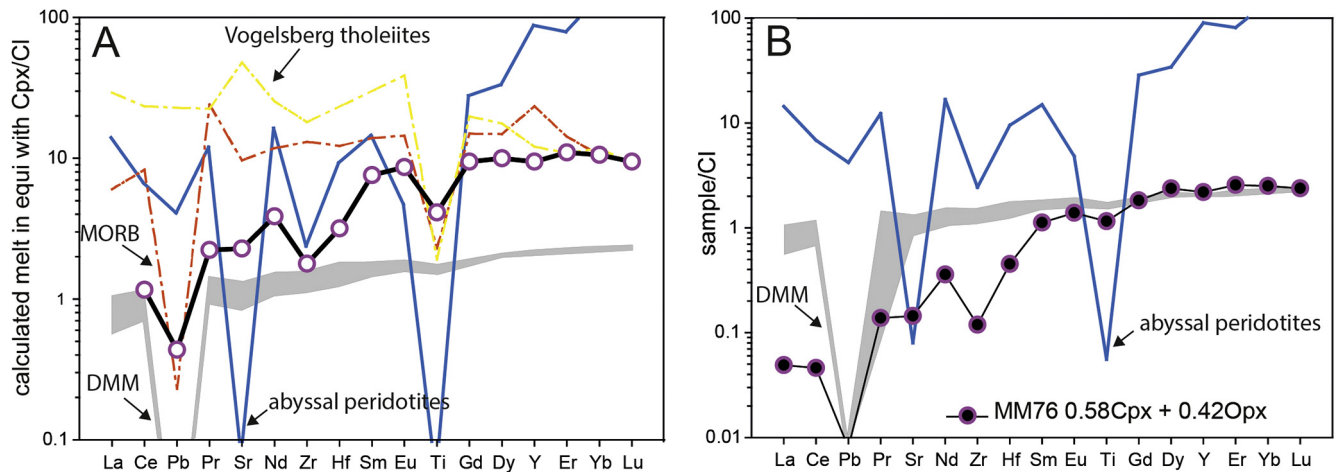 calculated melt in equi with Cpx/CI
100
10
1
0.1
A
Vogelsberg tholeiites
MORB
DMM
abyssal peridotites
La Ce Pb Pr Sr Nd Zr Hf Sm Eu Ti Gd Dy Y Er Yb Lu
sample/CI
100
10
1
0.1
0.01
B
DMM
abyssal peridotites
MM76 0.58Cpx + 0.42Opx
La Ce Pb Pr Sr Nd Zr Hf Sm Eu Ti Gd Dy Y Er Yb Lu